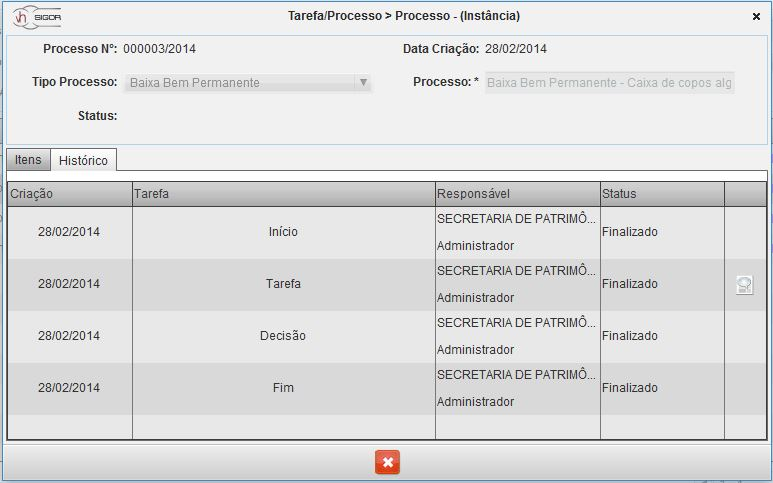 SIGOR
Tarefa/Processo > Processo - (Instância)
Processo Nº: 000003/2014 Data Criação: 28/02/2014
Tipo Processo: Baixa Bem Permanente Processo: * Baixa Bem Permanente - Caixa de copos alg
Status:
Itens Histórico
Criação Tarefa Responsável Status
28/02/2014 Início SECRETARIA DE PATRIMÔ... Finalizado
Administrador
28/02/2014 Tarefa SECRETARIA DE PATRIMÔ... Finalizado
Administrador
28/02/2014 Decisão SECRETARIA DE PATRIMÔ... Finalizado
Administrador
28/02/2014 Fim SECRETARIA DE PATRIMÔ... Finalizado
Administrador